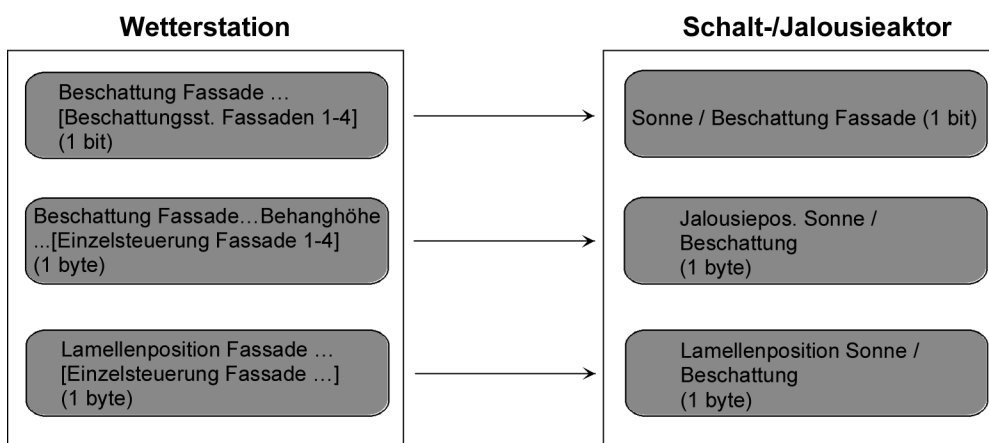 Wetterstation
Beschattung Fassade …
[Beschattungsst. Fassaden 1-4]
(1 bit)
Beschattung Fassade…Behanghöhe
...[Einzelsteuerung Fassade 1-4]
(1 byte)
Lamellenposition Fassade …
[Einzelsteuerung Fassade …]
(1 byte)
Schalt-/Jalousieaktor
Sonne / Beschattung Fassade (1 bit)
Jalousiepos. Sonne /
Beschattung
(1 byte)
Lamellenposition Sonne /
Beschattung
(1 byte)